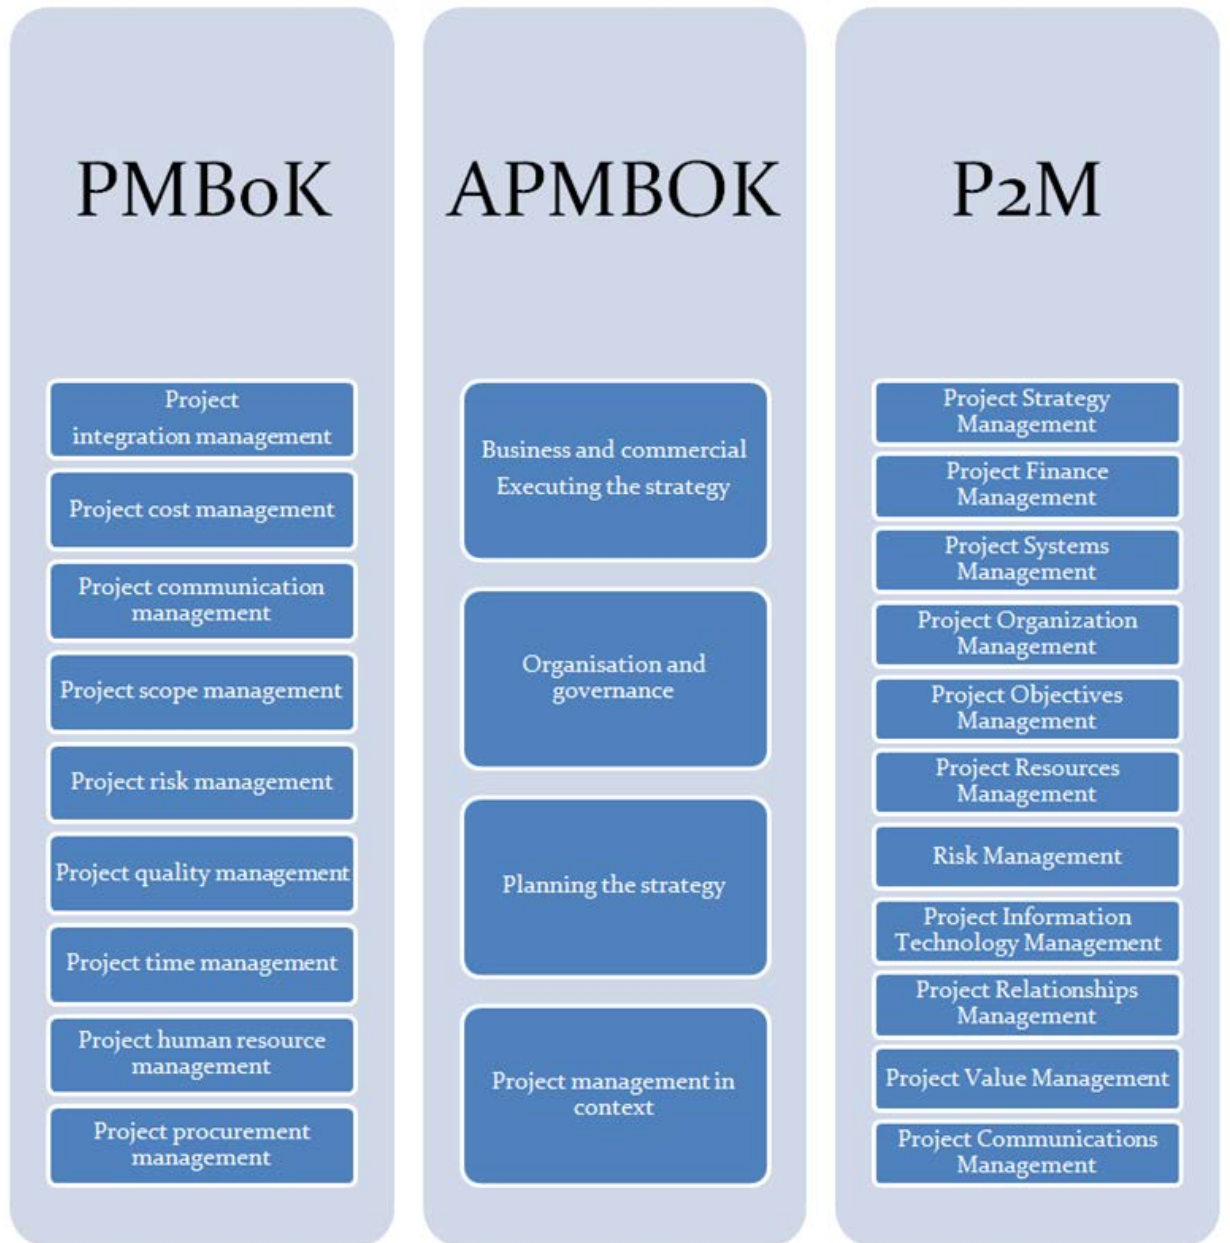 PMBoK
Project
integration management
Project cost management
Project communication
management
Project scope management
Project risk management
Project quality management
Project time management
Project human resource
management
Project procurement
management
APMBOK
Business and commercial
Executing the strategy
Organisation and
governance
Planning the strategy
Project management in
context
P2M
Project Strategy
Management
Project Finance
Management
Project Systems
Management
Project Organization
Management
Project Objectives
Management
Project Resources
Management
Risk Management
Project Information
Technology Management
Project Relationships
Management
Project Value Management
Project Communications
Management